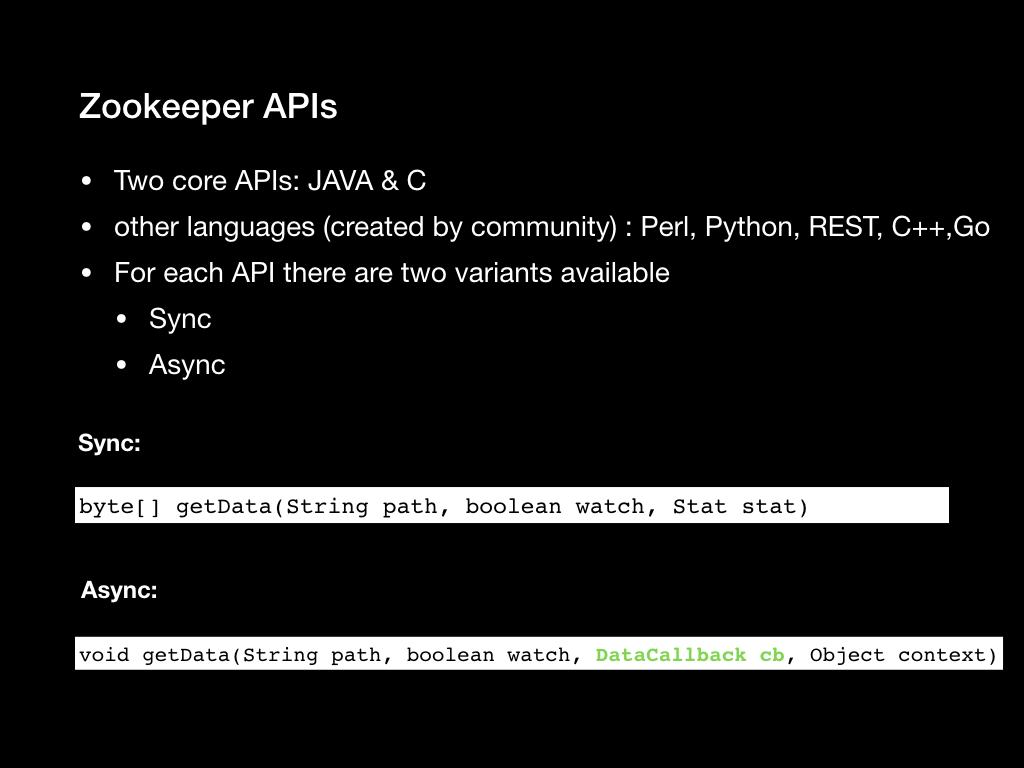 Zookeeper APIs
• Two core APIs: JAVA & C
• other languages (created by community) : Perl, Python, REST, C++,Go
• For each API there are two variants available
• Sync
• Async
Sync:
byte[] getData(String path, boolean watch, Stat stat)
Async:
void getData(String path, boolean watch, DataCallback cb, Object context)